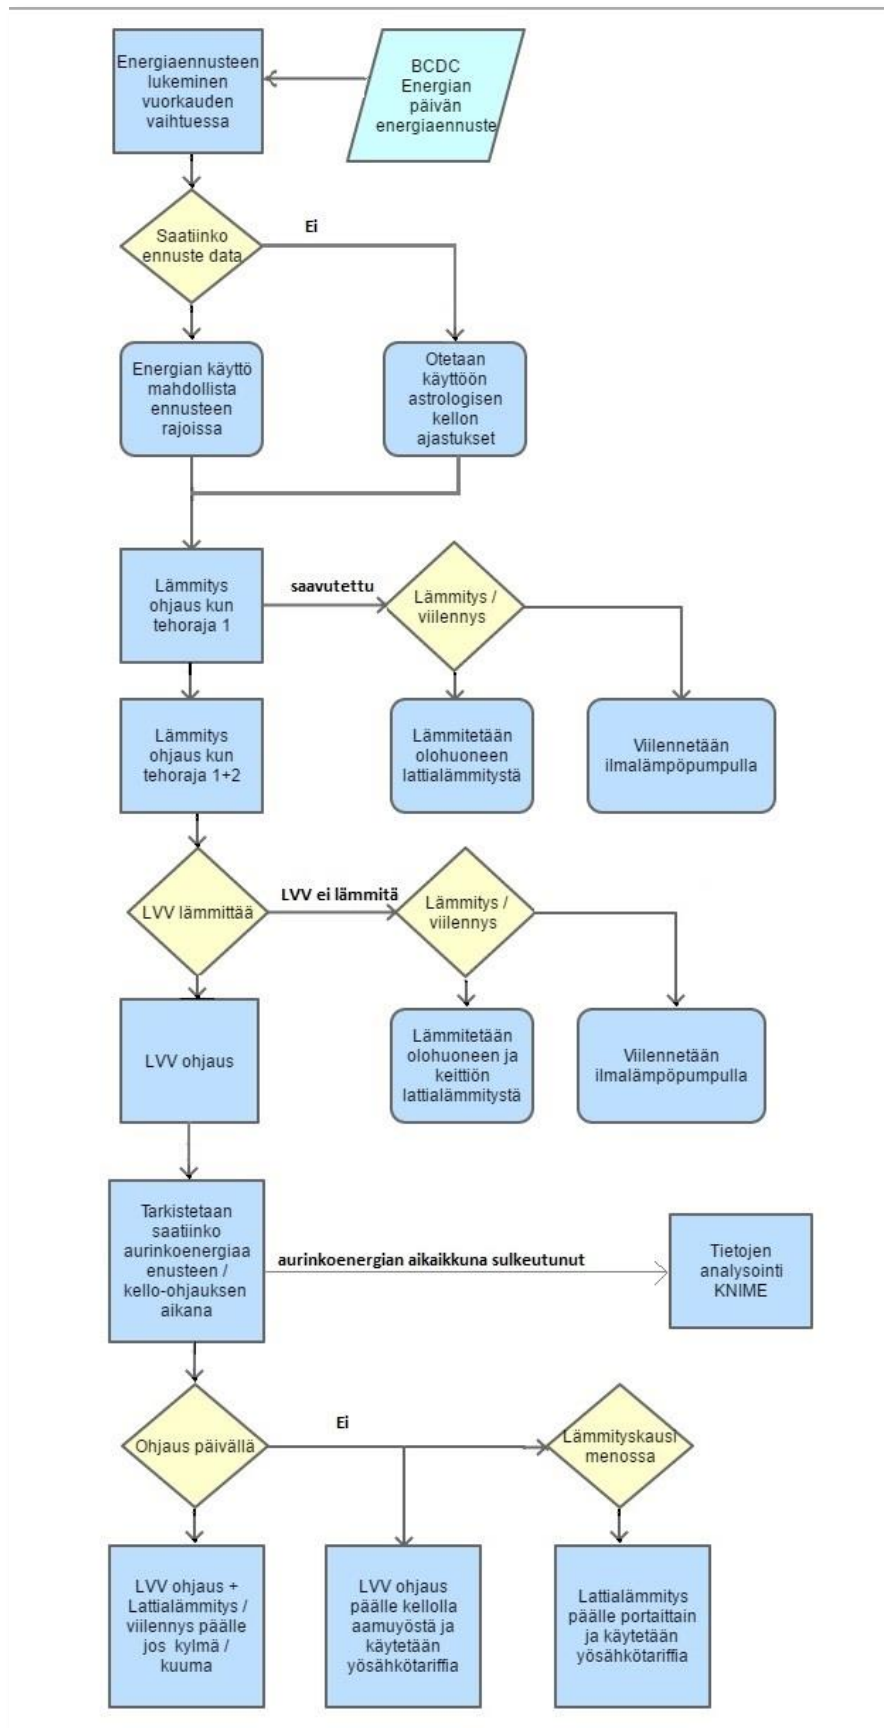 Energiaennusteen
lukeminen
vuorkauden
vaihtuessa
BCDC
Energian
päivän
energiaennuste
Saatiinko
ennuste data
Ei
Energian käyttö
mahdollista
ennusteen
rajoissa
Otetaan
käyttöön
astrologisen
kellon
ajastukset
Lämmitys
ohjaus kun
tehoraja 1
saavutettu
Lämmitys /
viilennys
Lämmitys
ohjaus kun
tehoraja 1+2
Lämmitetään
olohuoneen
lattialämmitystä
Viilennetään
ilmalämpöpumpulla
LVV lämmittää
LVV ei lämmitä
Lämmitys /
viilennys
LVV ohjaus
Lämmitetään
olohuoneen ja
keittiön
lattialämmitystä
Viilennetään
ilmalämpöpumpulla
Tarkistetaan
saatiinko
aurinkoenergiaa
enusteen /
kello-ohjauksen
aikana
aurinkoenergian aikaikkuna sulkeutunut
Tietojen
analysointi
KNIME
Ohjaus päivällä
Ei
Lämmityskausi
menossa
LVV ohjaus +
Lattialämmitys /
viilennys päälle
jos kylmä /
kuuma
LVV ohjaus
päälle kellolla
aamuyöstä ja
käytetään
yösähkötariffia
Lattialämmitys
päälle portaittain
ja käytetään
yösähkötariffia